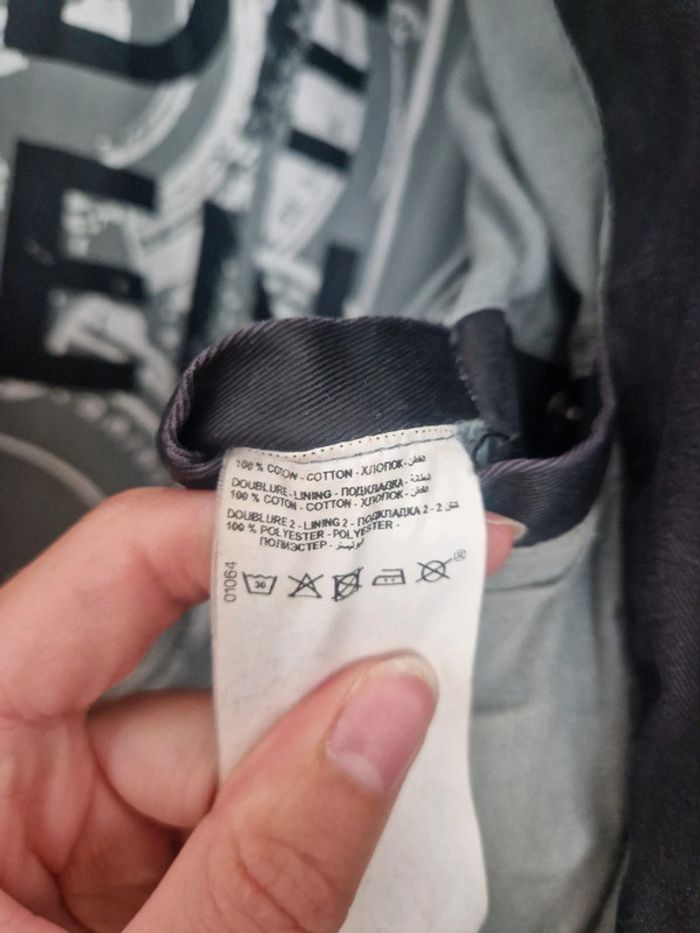 100 % COTON - COTTON - ХЛОПОК - قطن
DOUBLURE - LINING - ПОДКЛАДКА - بطانة
100 % COTON - COTTON - ХЛОПОК - قطن
DOUBLURE 2 - LINING 2 - ПОДКЛАДКА 2 - 2
100 % POLYESTER - POLYESTER -
ПОЛИЭСТЕР - بوليستر
01064
30
®